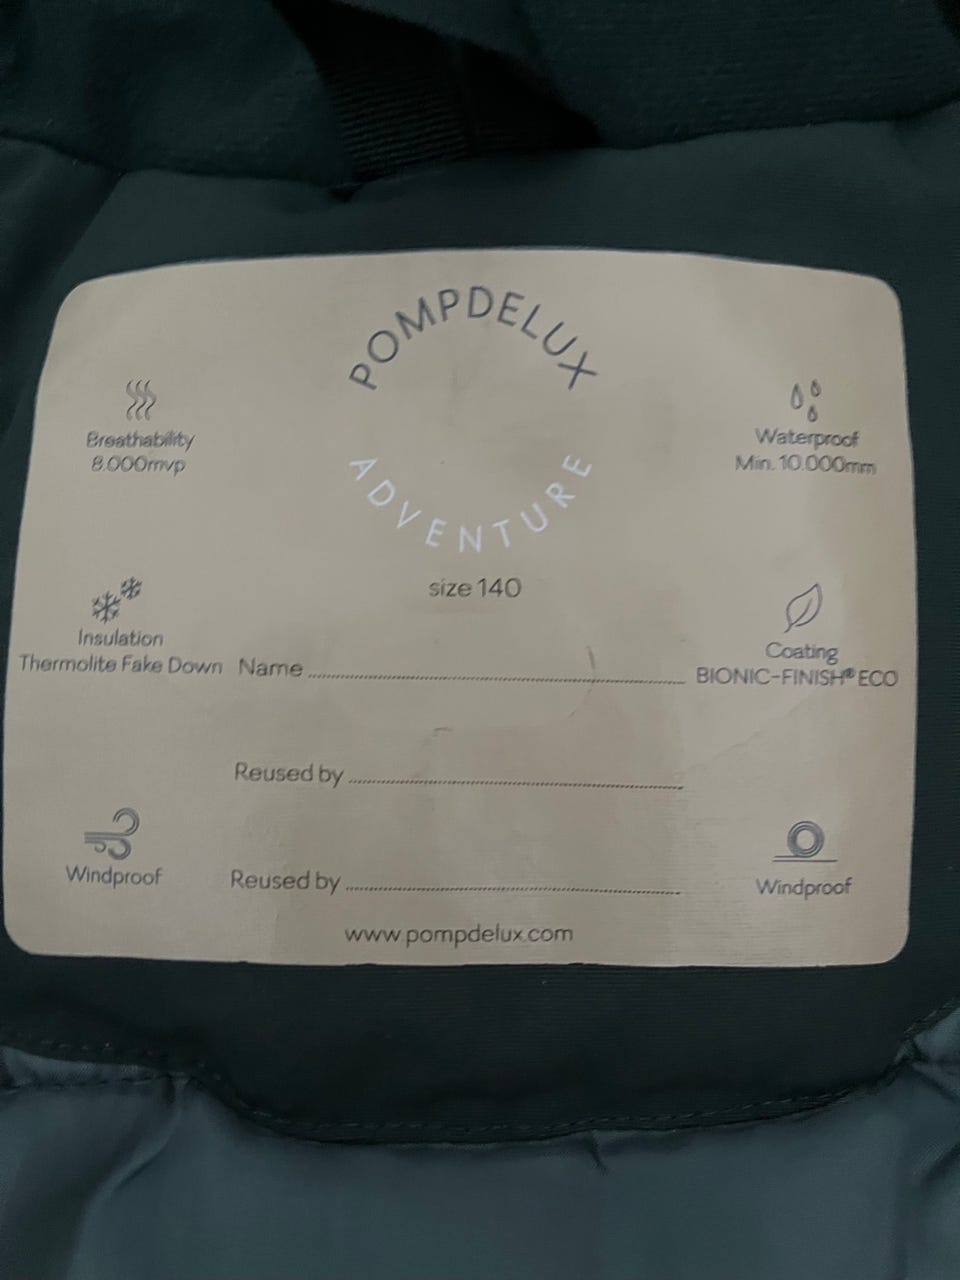 POMPDELUX
ADVENTURE
size 140
Breathability
8.000mvp
Waterproof
Min. 10.000mm
Insulation
Thermolite Fake Down
Coating
BIONIC-FINISH® ECO
Name
Reused by
Windproof
Reused by
Windproof
www.pompdelux.com